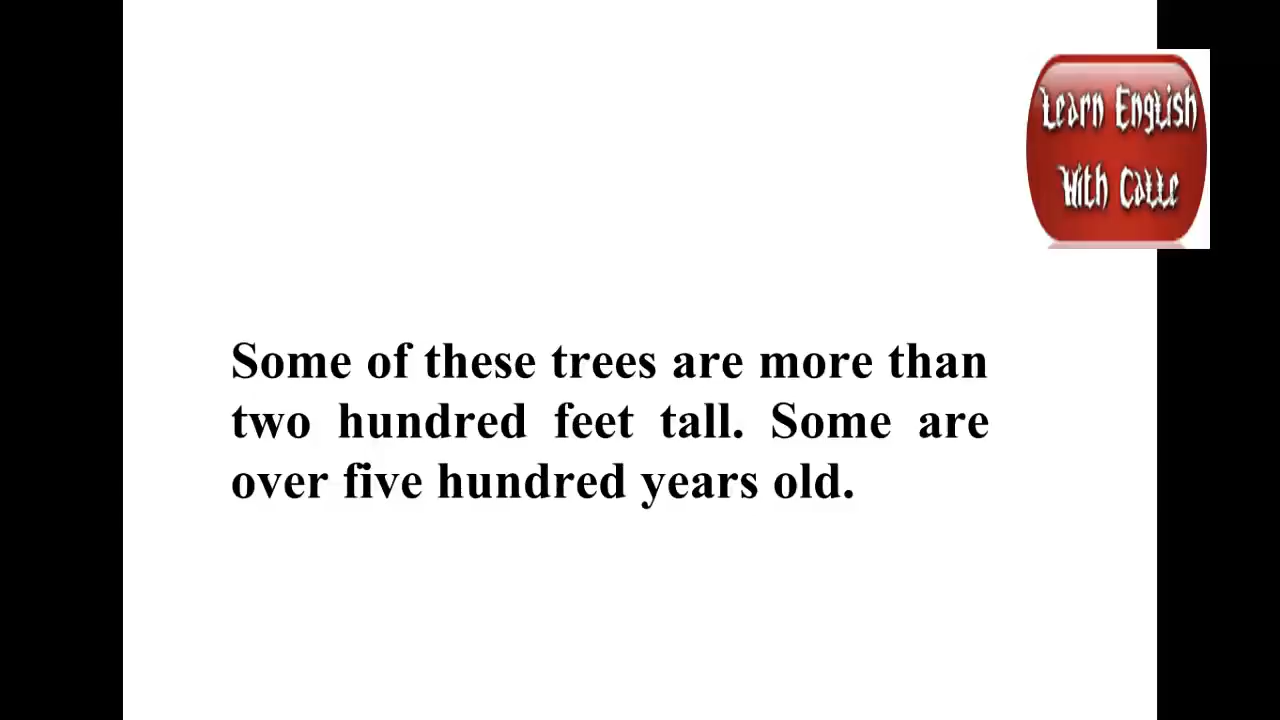 Learn English
With Calle
Some of these trees are more than
two hundred feet tall. Some are
over five hundred years old.